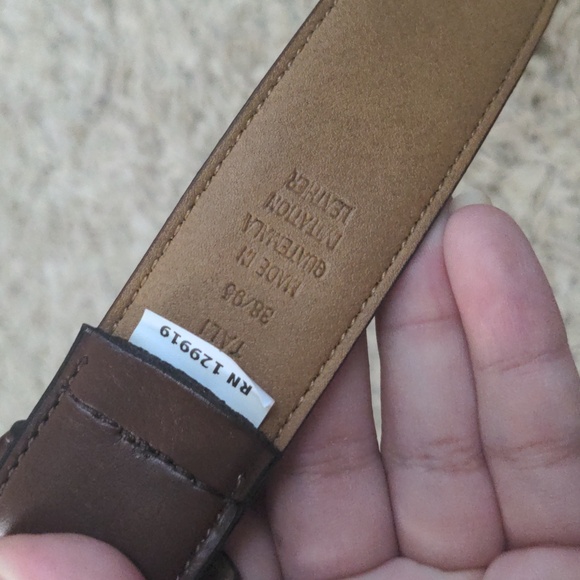 38/95
MADE IN
GUATEMALA
IMITATION
LEATHER
RN 129919